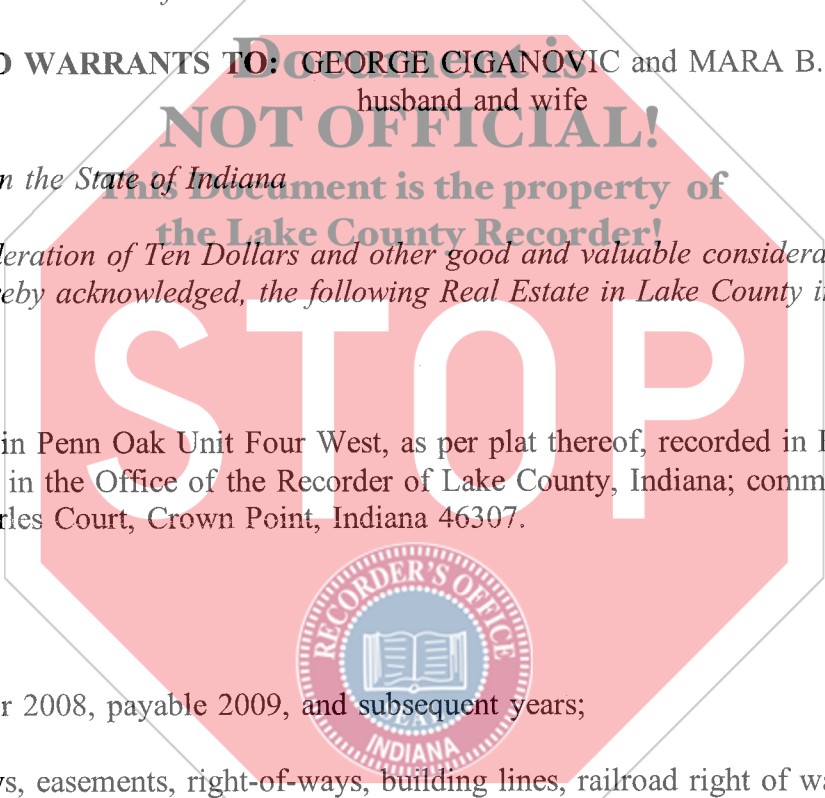 D WARRANTS TO: GEORGE CIGANOVIC and MARA B.
Document is
husband and wife
NOT OFFICIAL!
n the State of Indiana
This Document is the property of
the Lake County Recorder!
leration of Ten Dollars and other good and valuable considera
eby acknowledged, the following Real Estate in Lake County i
STOP
in Penn Oak Unit Four West, as per plat thereof, recorded in
in the Office of the Recorder of Lake County, Indiana; comm
rles Court, Crown Point, Indiana 46307.
RECORDER'S OFFICE
SEAL
INDIANA
r 2008, payable 2009, and subsequent years;
s, easements, right-of-ways, building lines, railroad right of wa